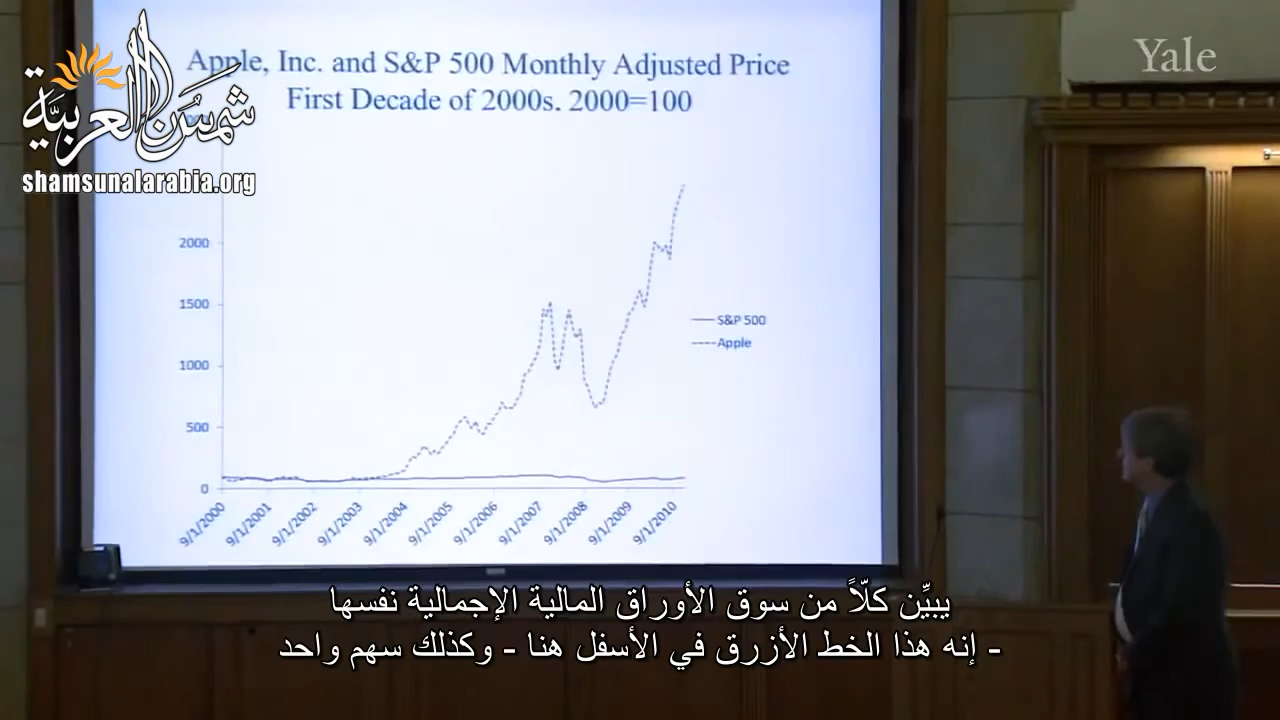 Apple, Inc. and S&P 500 Monthly Adjusted Price
First Decade of 2000s. 2000=100
Yale
شمسُنا العربيَّة
shamsunalarabia.org
2000
1500
1000
500
0
S&P 500
Apple
9/1/2000
9/1/2001
9/1/2002
9/1/2003
9/1/2004
9/1/2005
9/1/2006
9/1/2007
9/1/2008
9/1/2009
9/1/2010
يبيِّن كلّاً من سوق الأوراق المالية الإجمالية نفسها
- إنه هذا الخط الأزرق في الأسفل هنا - وكذلك سهم واحد